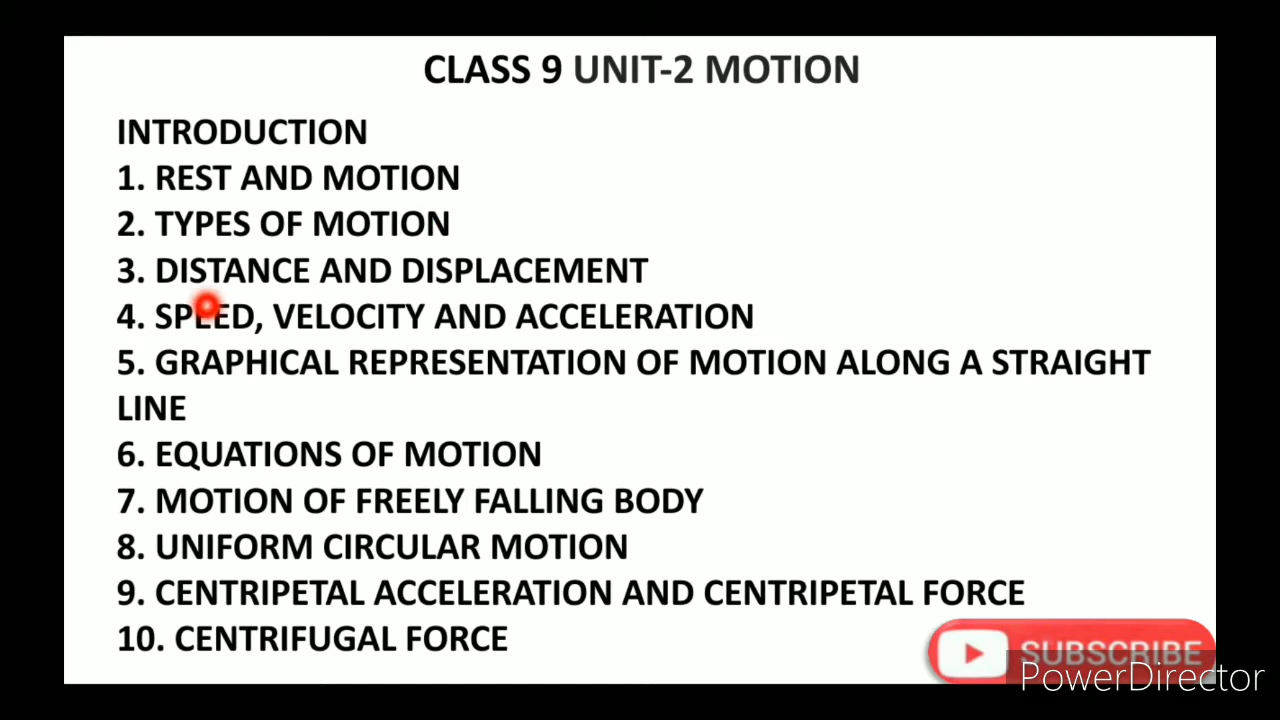 CLASS 9 UNIT-2 MOTION
INTRODUCTION
1. REST AND MOTION
2. TYPES OF MOTION
3. DISTANCE AND DISPLACEMENT
4. SPEED, VELOCITY AND ACCELERATION
5. GRAPHICAL REPRESENTATION OF MOTION ALONG A STRAIGHT
LINE
6. EQUATIONS OF MOTION
7. MOTION OF FREELY FALLING BODY
8. UNIFORM CIRCULAR MOTION
9. CENTRIPETAL ACCELERATION AND CENTRIPETAL FORCE
10. CENTRIFUGAL FORCE
SUBSCRIBE
PowerDirector